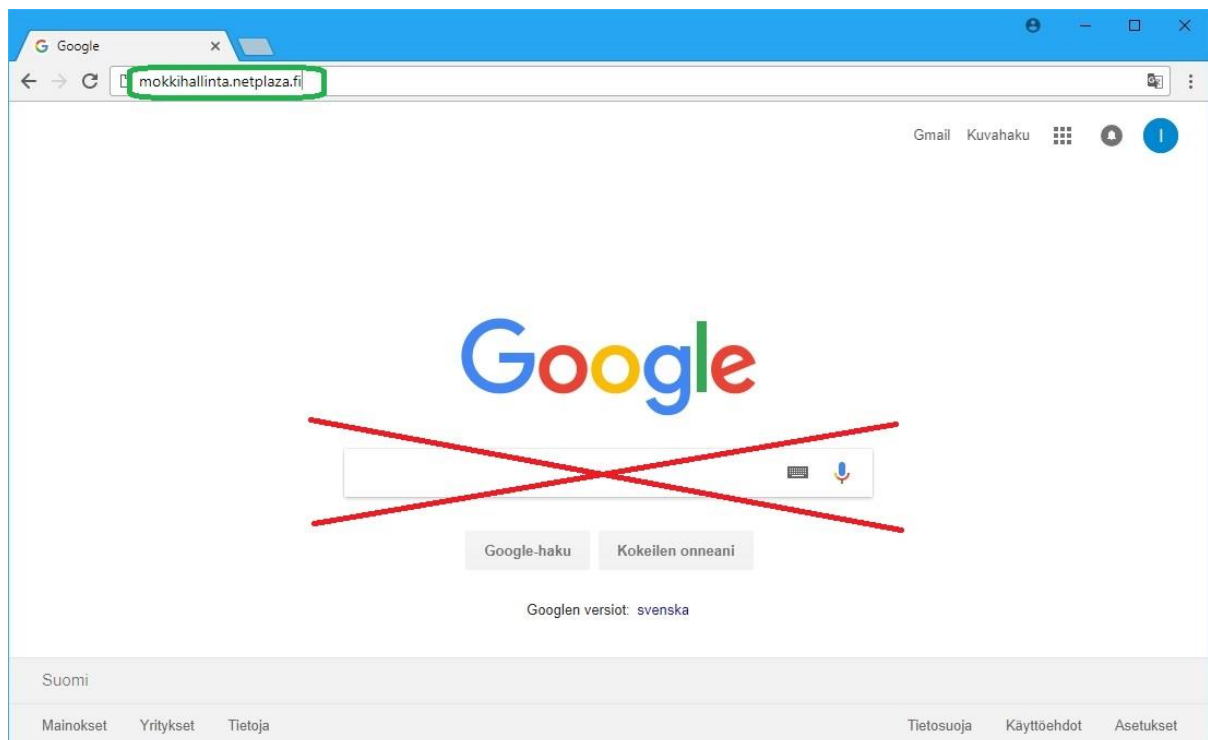 Google
mokkihallinta.netplaza.fi
Gmail Kuvahaku I
Google
Google-haku Kokeilen onneani
Googlen versiot: svenska
Suomi
Mainokset Yritykset Tietoja Tietosuoja Käyttöehdot Asetukset